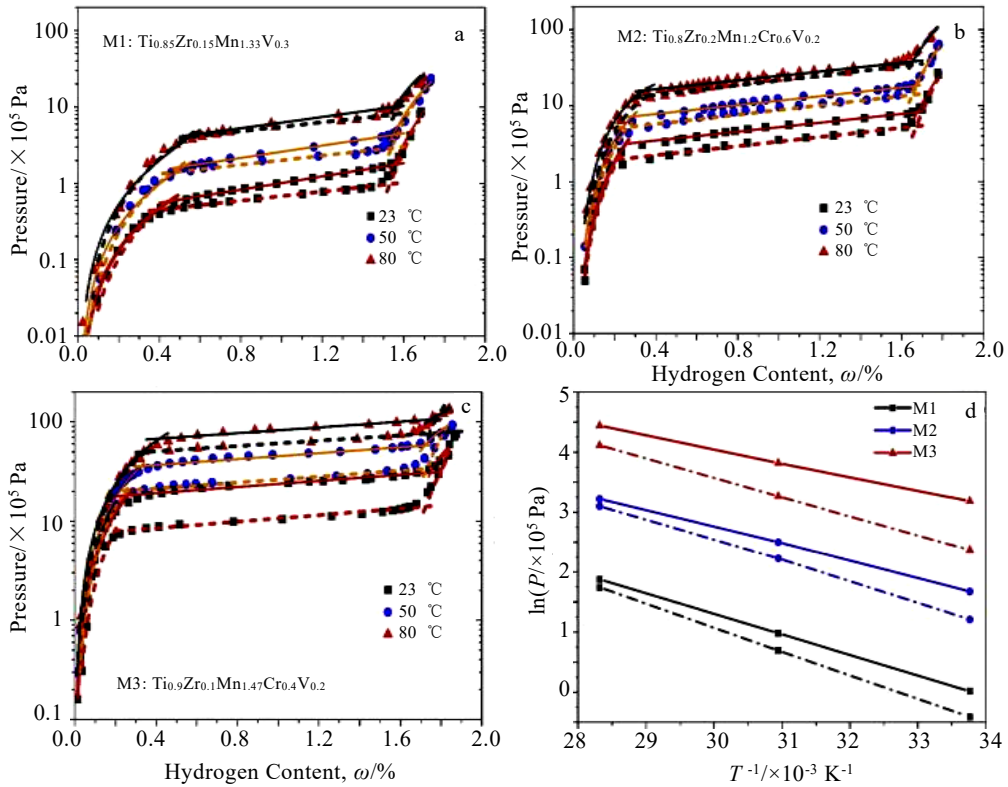 M1: Ti0.85Zr0.15Mn1.33V0.3
a
100
10
1
0.1
0.01
Pressure/×10⁵ Pa
23 ℃
50 ℃
80 ℃
0.0 0.4 0.8 1.2 1.6 2.0
M2: Ti0.8Zr0.2Mn1.2Cr0.6V0.2
b
100
10
1
0.1
0.01
Pressure/×10⁵ Pa
23 ℃
50 ℃
80 ℃
0.0 0.4 0.8 1.2 1.6 2.0
Hydrogen Content, ω/%
c
100
10
1
0.1
Pressure/×10⁵ Pa
23 ℃
50 ℃
80 ℃
M3: Ti0.9Zr0.1Mn1.47Cr0.4V0.2
0.0 0.4 0.8 1.2 1.6 2.0
Hydrogen Content, ω/%
d
M1
M2
M3
5
4
3
2
1
0
ln(P/×10⁵ Pa)
28 29 30 31 32 33 34
T ⁻¹/×10⁻³ K⁻¹